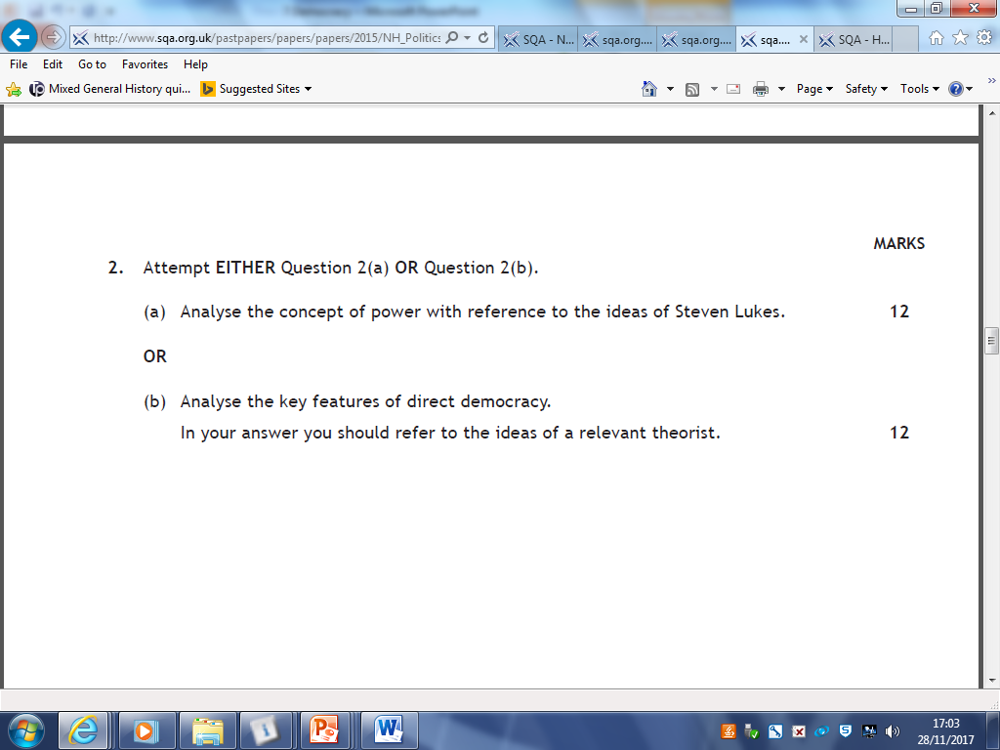 7 Democracy - Microsoft PowerPoint
http://www.sqa.org.uk/pastpapers/papers/papers/2015/NH_Politics
SQA - N...
sqa.org....
sqa.org....
sqa....
SQA - H...
File Edit Go to Favorites Help
Mixed General History qui... Suggested Sites
Page Safety Tools
MARKS
2. Attempt EITHER Question 2(a) OR Question 2(b).
(a) Analyse the concept of power with reference to the ideas of Steven Lukes. 12
OR
(b) Analyse the key features of direct democracy.
In your answer you should refer to the ideas of a relevant theorist. 12
17:03
28/11/2017